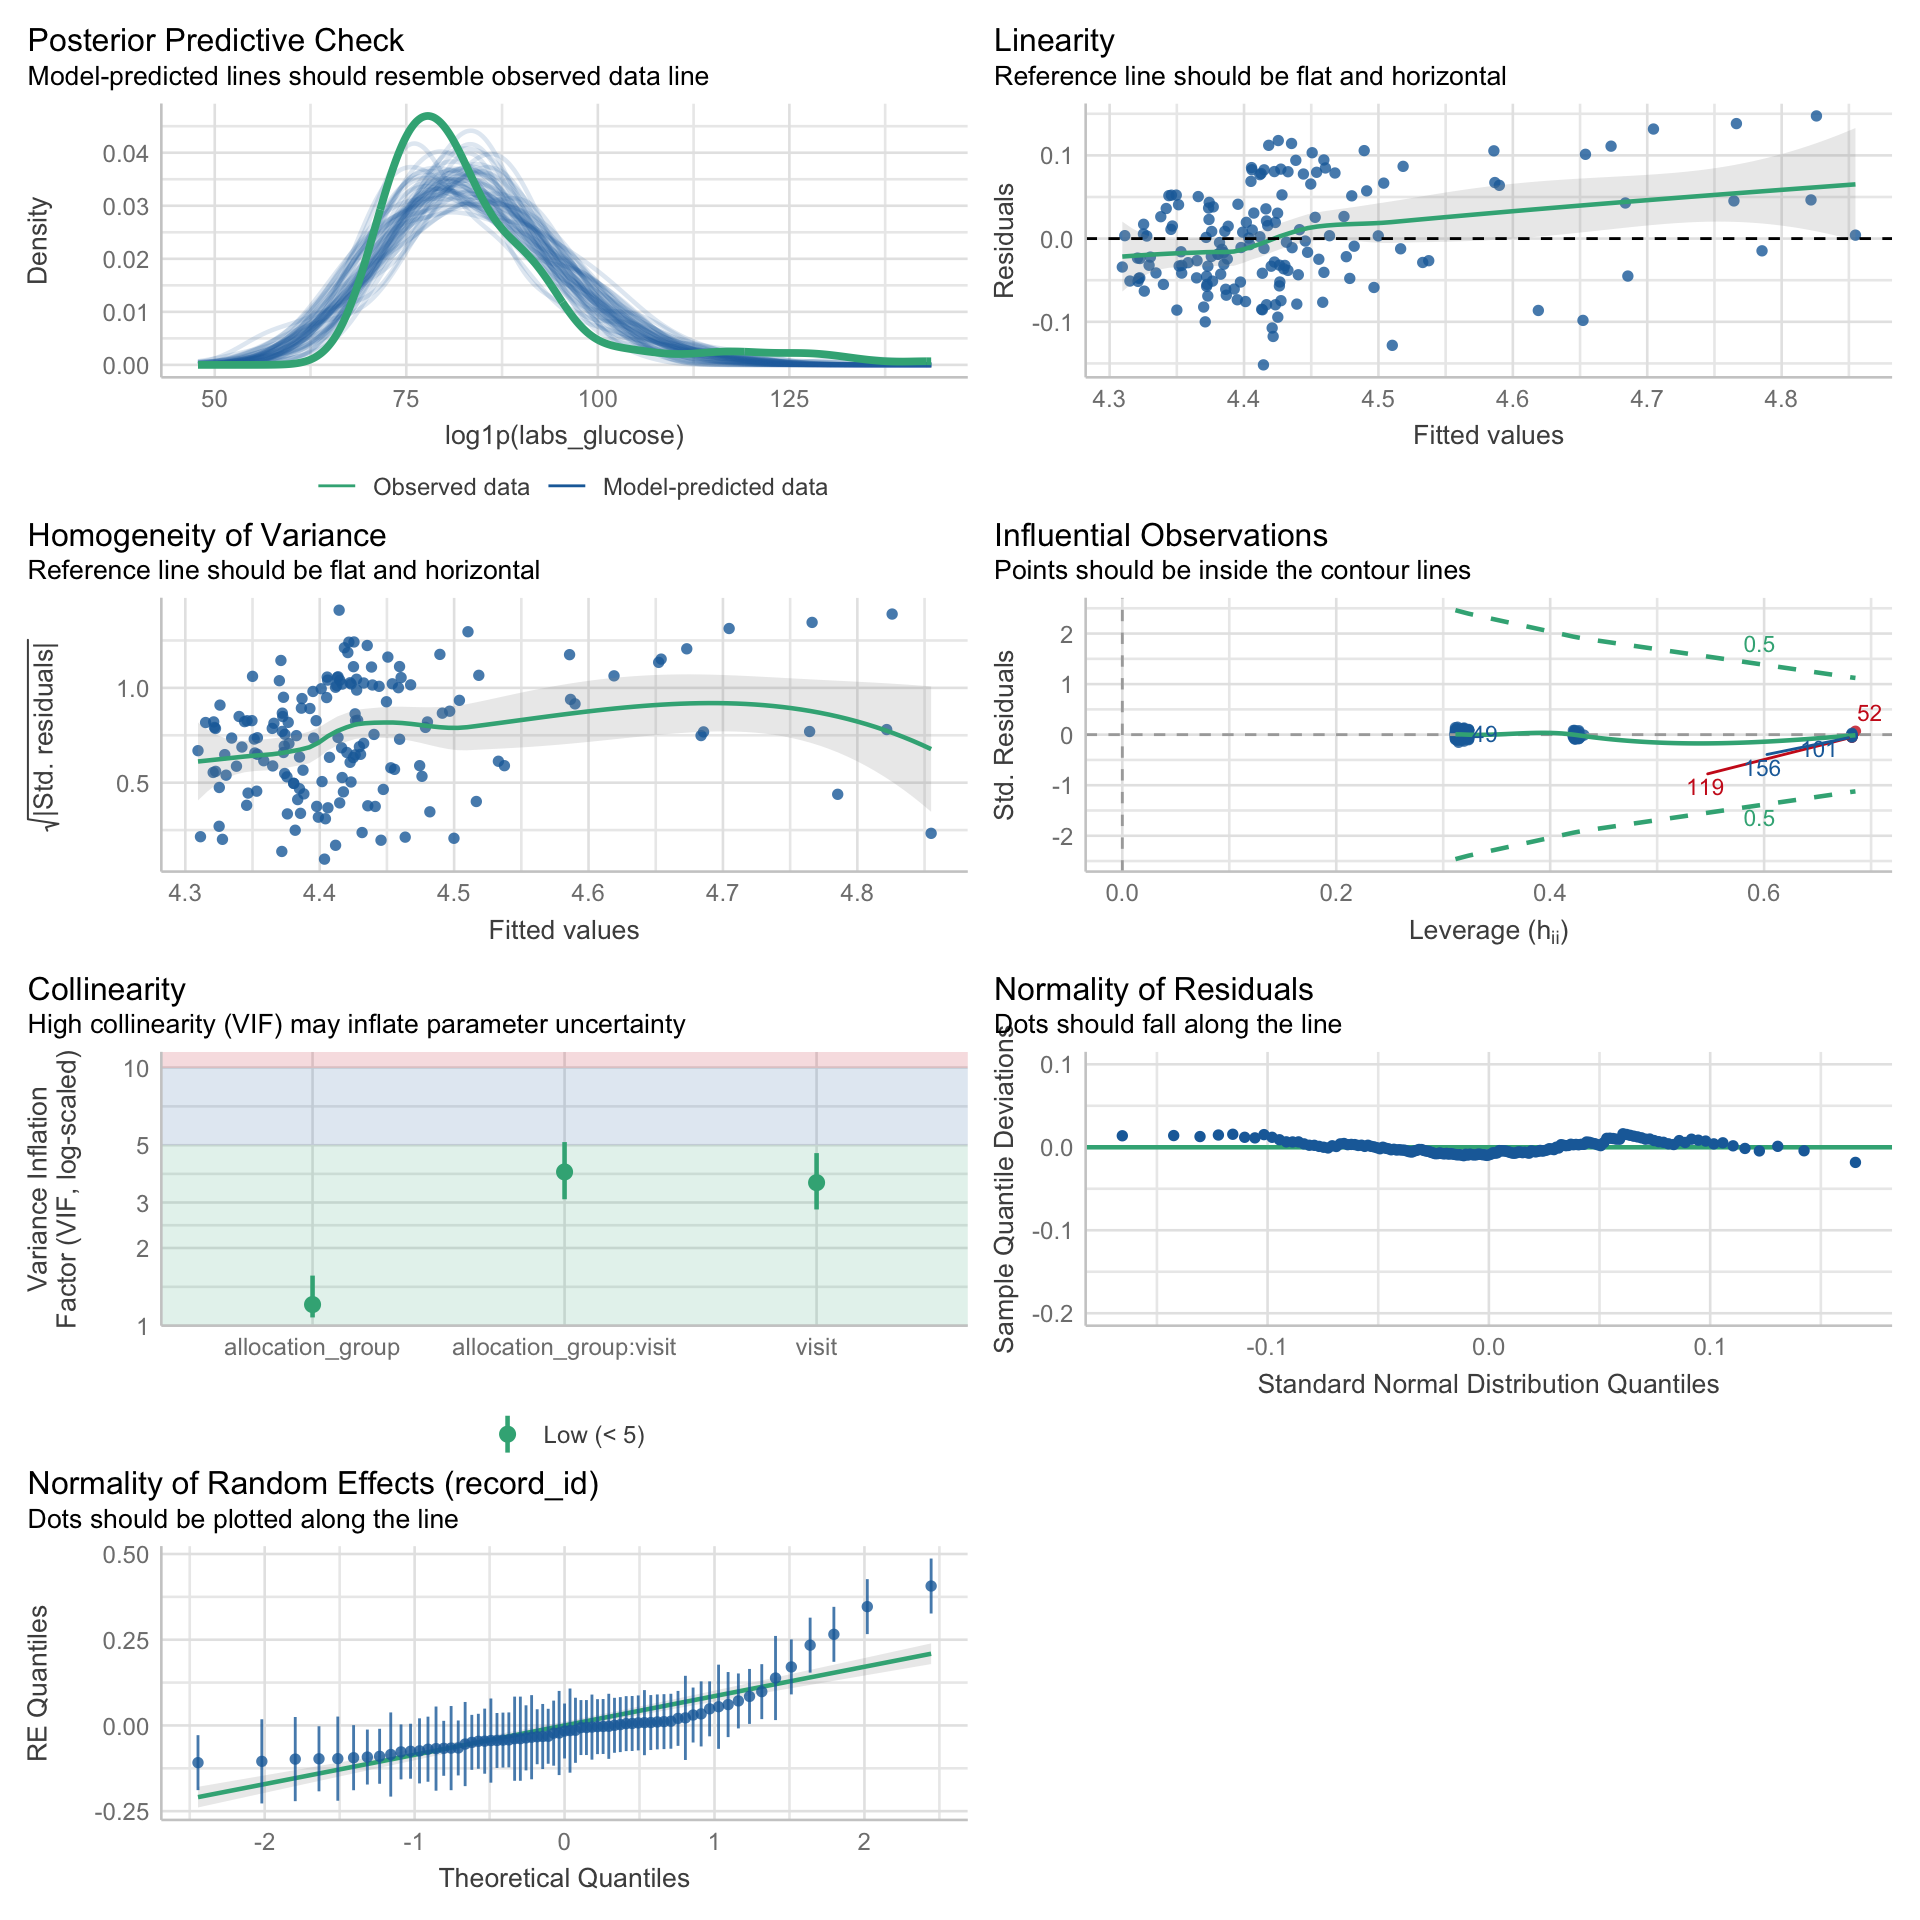 Posterior Predictive Check
Model-predicted lines should resemble observed data line
Density
0.04
0.03
0.02
0.01
0.00
50 75 100 125
log1p(labs_glucose)
Observed data Model-predicted data
Linearity
Reference line should be flat and horizontal
Residuals
0.1
0.0
-0.1
4.3 4.4 4.5 4.6 4.7 4.8
Fitted values
Homogeneity of Variance
Reference line should be flat and horizontal
√|Std. residuals|
1.0
0.5
4.3 4.4 4.5 4.6 4.7 4.8
Fitted values
Influential Observations
Points should be inside the contour lines
Std. Residuals
2
1
0
-1
-2
0.5
52
49
101
156
119
0.5
0.0 0.2 0.4 0.6
Leverage (hii)
Collinearity
High collinearity (VIF) may inflate parameter uncertainty
Variance Inflation
Factor (VIF, log-scaled)
10
5
3
2
1
allocation_group allocation_group:visit visit
Low (< 5)
Normality of Residuals
Dots should fall along the line
Sample Quantile Deviations
0.1
0.0
-0.1
-0.2
-0.1 0.0 0.1
Standard Normal Distribution Quantiles
Normality of Random Effects (record_id)
Dots should be plotted along the line
RE Quantiles
0.50
0.25
0.00
-0.25
-2 -1 0 1 2
Theoretical Quantiles